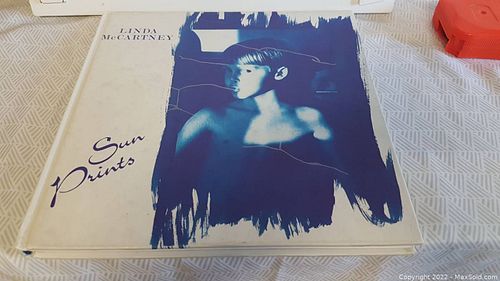 LINDA
McCARTNEY
Sun
Prints
Copyright 2022 - MaxSold.com